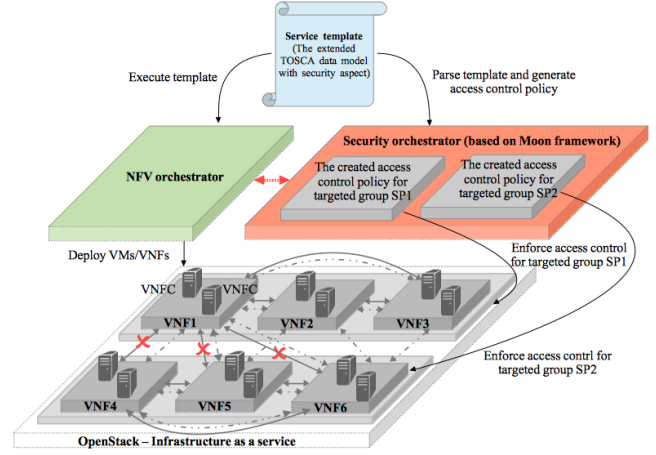 Service template
(The extended
TOSCA data model
with security aspect)
Execute template
Parse template and generate
access control policy
Security orchestrator (based on Moon framework)
NFV orchestrator
The created access
control policy for
targeted group SP1
The created access
control policy for
targeted group SP2
Deploy VMs/VNFs
Enforce access control
for targeted group SP1
VNFC
VNFC
VNF1
VNF2
VNF3
Enforce access contrl for
targeted group SP2
VNF4
VNF5
VNF6
OpenStack – Infrastructure as a service